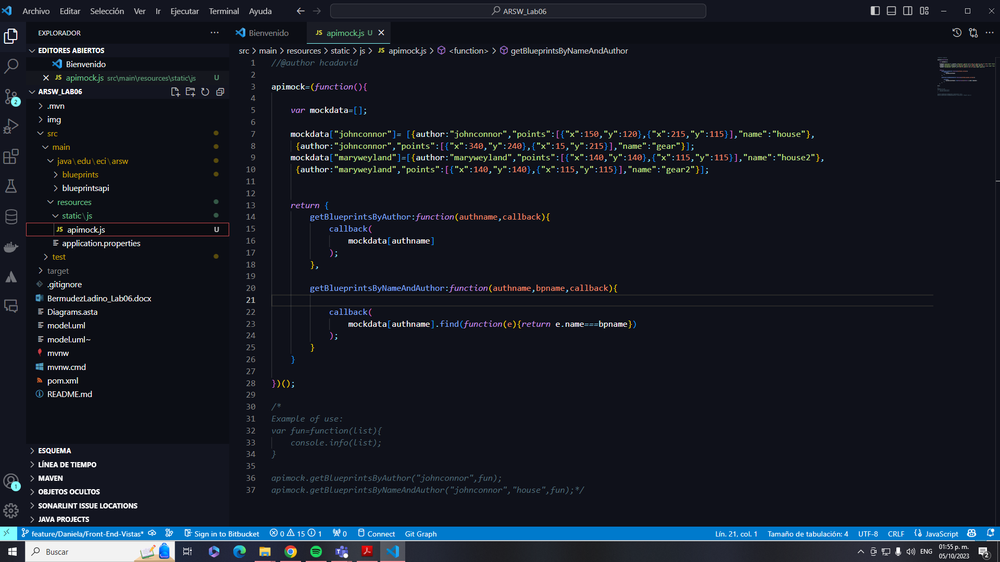 Archivo Editar Selección Ver Ir Ejecutar Terminal Ayuda ARSW_Lab06
EXPLORADOR
EDITORES ABIERTOS
Bienvenido
JS apimock.js src\main\resources\static\js U
ARSW_LAB06
.mvn
img
src
main
java\edu\eci\arsw
blueprints
blueprintsapi
resources
static\js
JS apimock.js U
application.properties
test
target
.gitignore
BermudezLadino_Lab06.docx
Diagrams.asta
model.uml
model.uml~
mvnw
mvnw.cmd
pom.xml
README.md
ESQUEMA
LÍNEA DE TIEMPO
MAVEN
OBJETOS OCULTOS
SONARLINT ISSUE LOCATIONS
JAVA PROJECTS
2
1
Bienvenido JS apimock.js U
src > main > resources > static > js > JS apimock.js > <function> > getBlueprintsByNameAndAuthor
1 //@author hcadavid
2
3 apimock=(function(){
4
5 var mockdata=[];
6
7 mockdata["johnconnor"]= [{author:"johnconnor","points":[{"x":150,"y":120},{"x":215,"y":115}],"name":"house"},
8 {author:"johnconnor","points":[{"x":340,"y":240},{"x":15,"y":215}],"name":"gear"}];
9 mockdata["maryweyland"]=[{author:"maryweyland","points":[{"x":140,"y":140},{"x":115,"y":115}],"name":"house2"},
10 {author:"maryweyland","points":[{"x":140,"y":140},{"x":115,"y":115}],"name":"gear2"}];
11
12
13 return {
14 getBlueprintsByAuthor:function(authname,callback){
15 callback(
16 mockdata[authname]
17 );
18 },
19
20 getBlueprintsByNameAndAuthor:function(authname,bpname,callback){
21
22 callback(
23 mockdata[authname].find(function(e){return e.name===bpname})
24 );
25 }
26 }
27
28 })();
29
30 /*
31 Example of use:
32 var fun=function(list){
33 console.info(list);
34 }
35
36 apimock.getBlueprintsByAuthor("johnconnor",fun);
37 apimock.getBlueprintsByNameAndAuthor("johnconnor","house",fun);*/
feature/Daniela/Front-End-Vistas* Sign in to Bitbucket 0 15 1 0 Connect Git Graph Lín. 21, col. 1 Tamaño de tabulación: 4 UTF-8 CRLF JavaScript
Buscar ENG 01:55 p. m.
05/10/2023 2